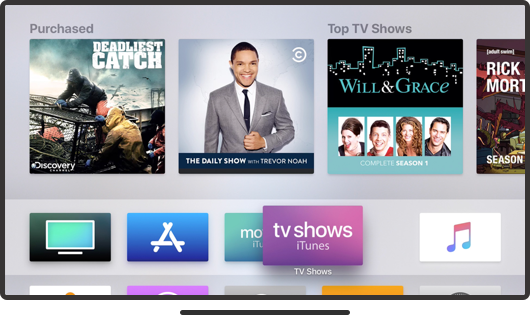 Purchased
Top TV Shows
DEADLIEST
CATCH
Discovery
CHANNEL
THE DAILY SHOW WITH TREVOR NOAH
WILL & GRACE
COMPLETE SEASON 1
[adult swim]
RICK
MORT
SEASON
mo
iTu
tv shows
iTunes
TV Shows